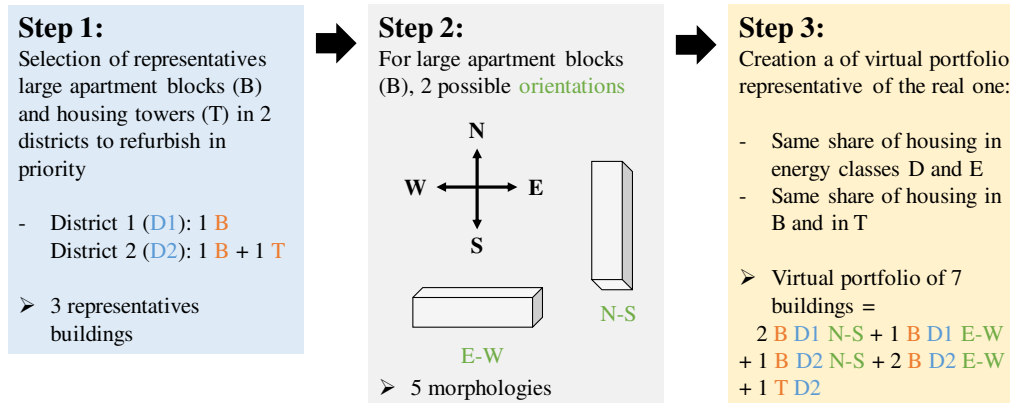 Step 1:
Selection of representatives
large apartment blocks (B)
and housing towers (T) in 2
districts to refurbish in
priority
- District 1 (D1): 1 B
District 2 (D2): 1 B + 1 T
➢ 3 representatives
buildings
Step 2:
For large apartment blocks
(B), 2 possible orientations
N
W E
S
N-S
E-W
➢ 5 morphologies
Step 3:
Creation a of virtual portfolio
representative of the real one:
- Same share of housing in
energy classes D and E
- Same share of housing in
B and in T
➢ Virtual portfolio of 7
buildings =
2 B D1 N-S + 1 B D1 E-W
+ 1 B D2 N-S + 2 B D2 E-W
+ 1 T D2